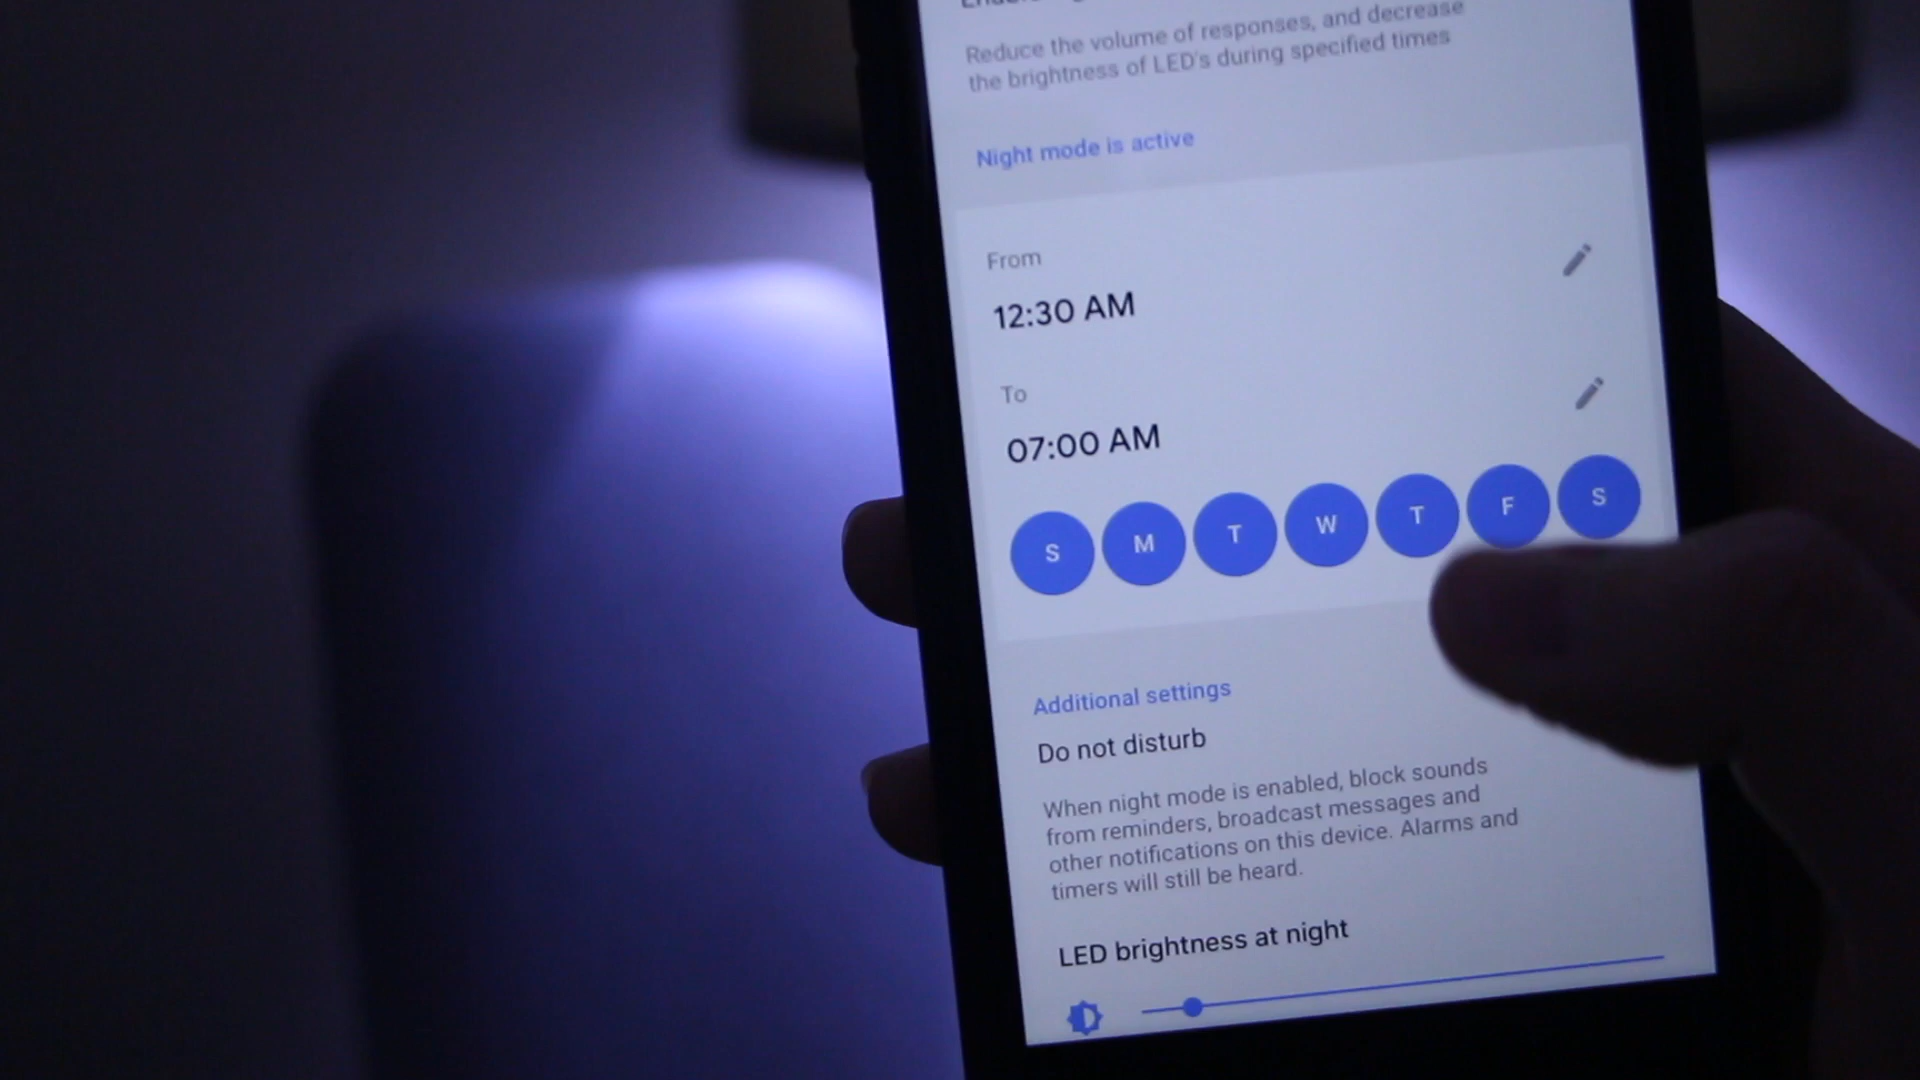 Reduce the volume of responses, and decrease
the brightness of LED's during specified times
Night mode is active
From
12:30 AM
To
07:00 AM
S M T W T F S
Additional settings
Do not disturb
When night mode is enabled, block sounds
from reminders, broadcast messages and
other notifications on this device. Alarms and
timers will still be heard.
LED brightness at night